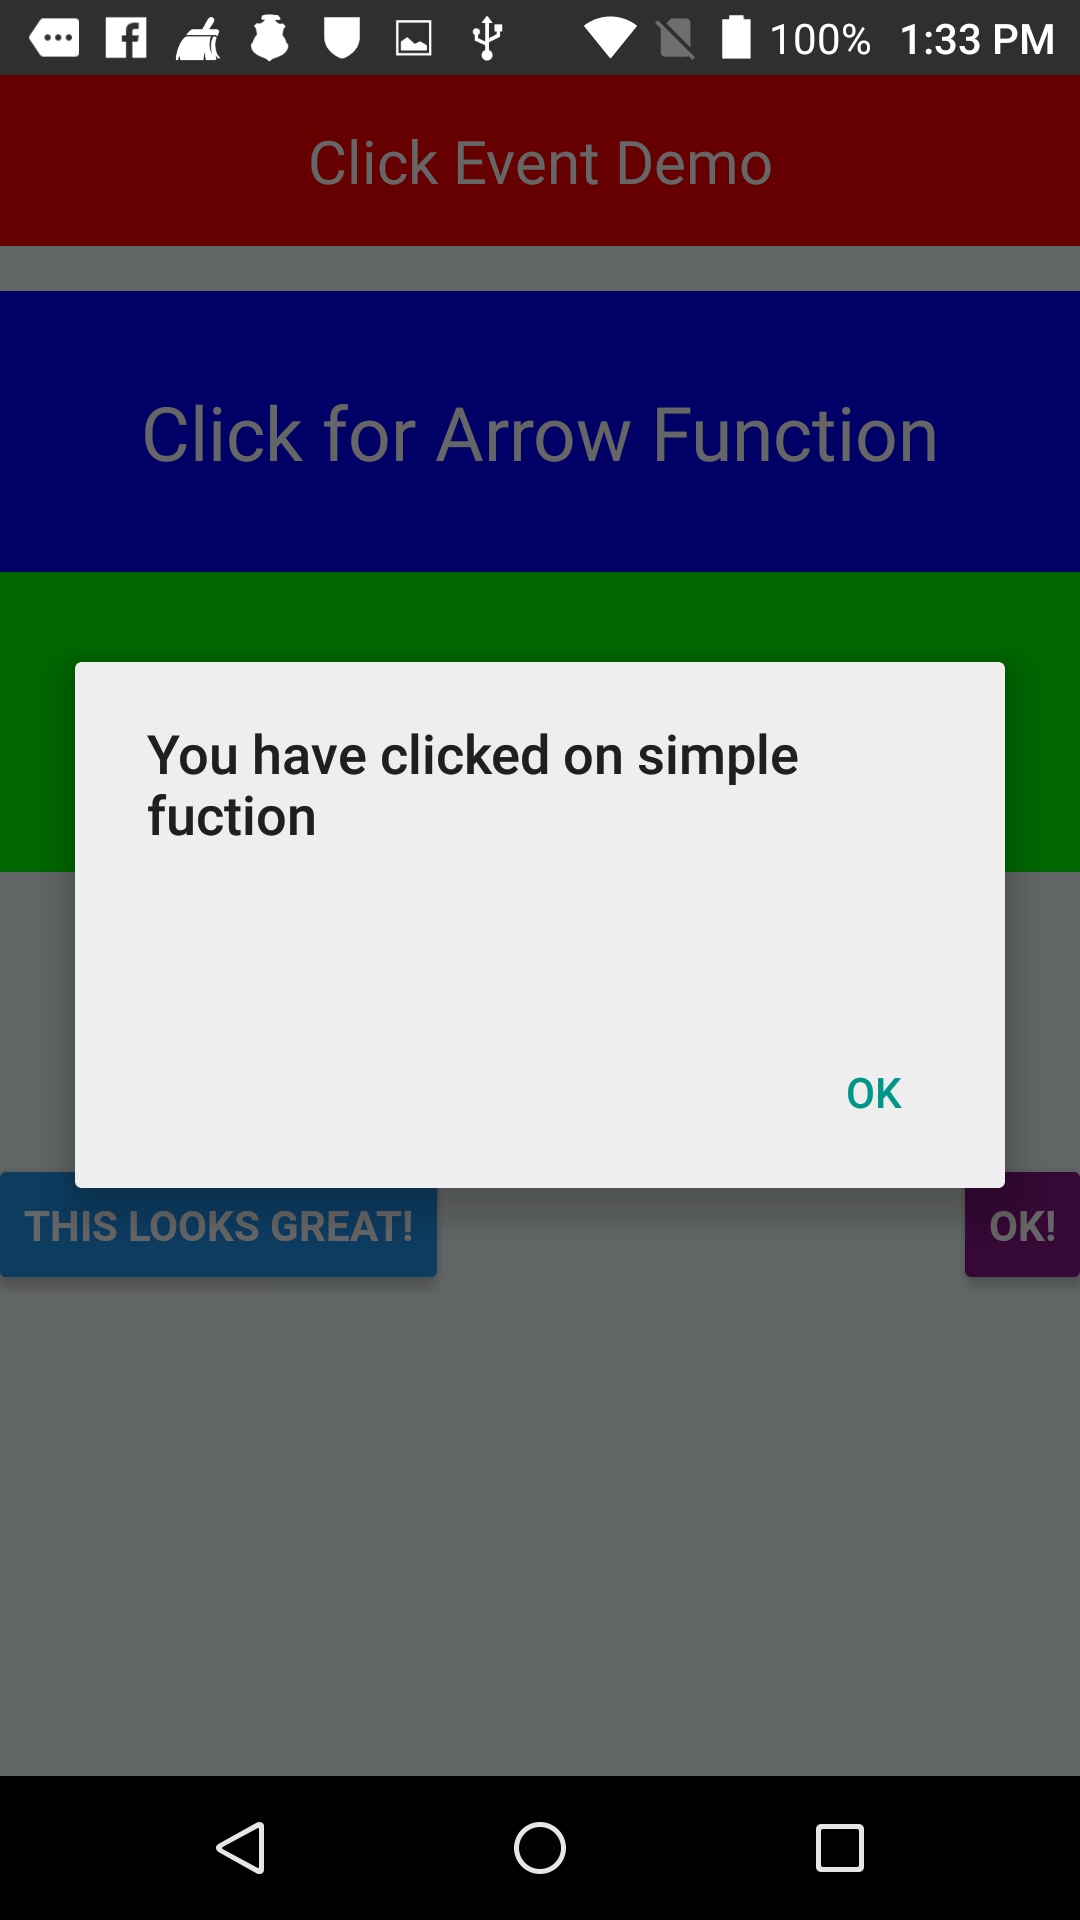 100% 1:33 PM
Click Event Demo
Click for Arrow Function
You have clicked on simple
fuction
OK
THIS LOOKS GREAT!
OK!